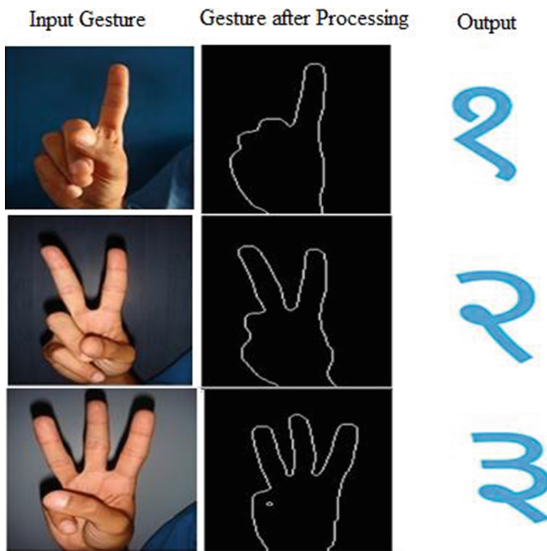 Input Gesture Gesture after Processing Output
१
२
३